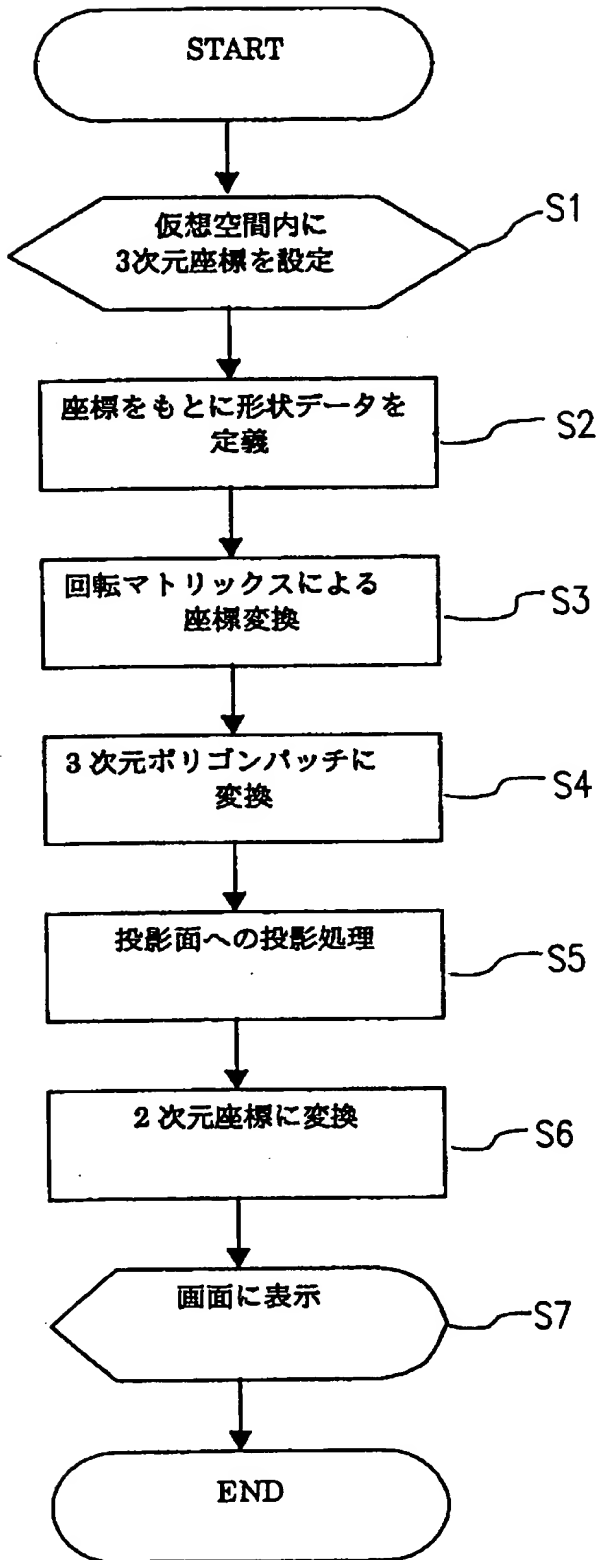 START
仮想空間内に
3次元座標を設定
S1
座標をもとに形状データを
定義
S2
回転マトリックスによる
座標変換
S3
3次元ポリゴンパッチに
変換
S4
投影面への投影処理
S5
2次元座標に変換
S6
画面に表示
S7
END